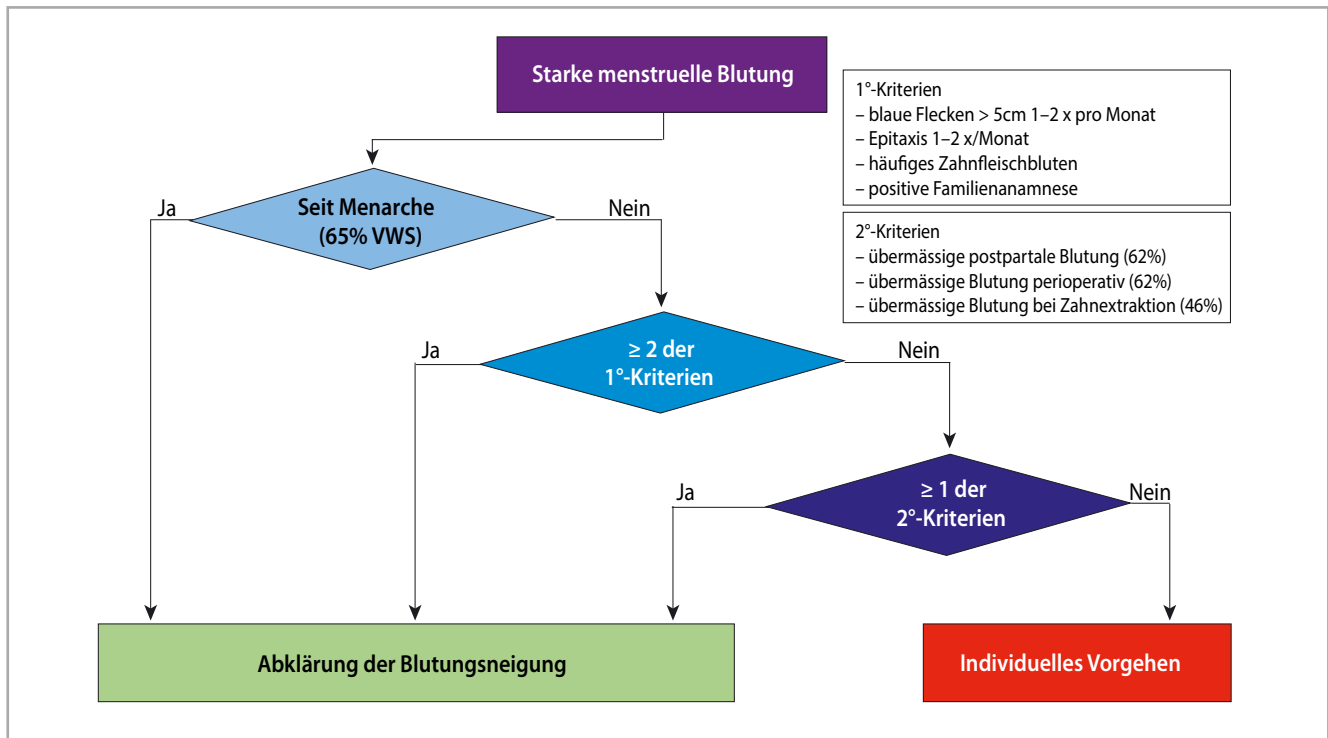 Starke menstruelle Blutung
1°-Kriterien
– blaue Flecken > 5cm 1–2 x pro Monat
– Epitaxis 1–2 x/Monat
– häufiges Zahnfleischbluten
– positive Familienanamnese
2°-Kriterien
– übermässige postpartale Blutung (62%)
– übermässige Blutung perioperativ (62%)
– übermässige Blutung bei Zahnextraktion (46%)
Ja
Seit Menarche
(65% VWS)
Nein
Ja
≥ 2 der
1°-Kriterien
Nein
Ja
≥ 1 der
2°-Kriterien
Nein
Abklärung der Blutungsneigung
Individuelles Vorgehen